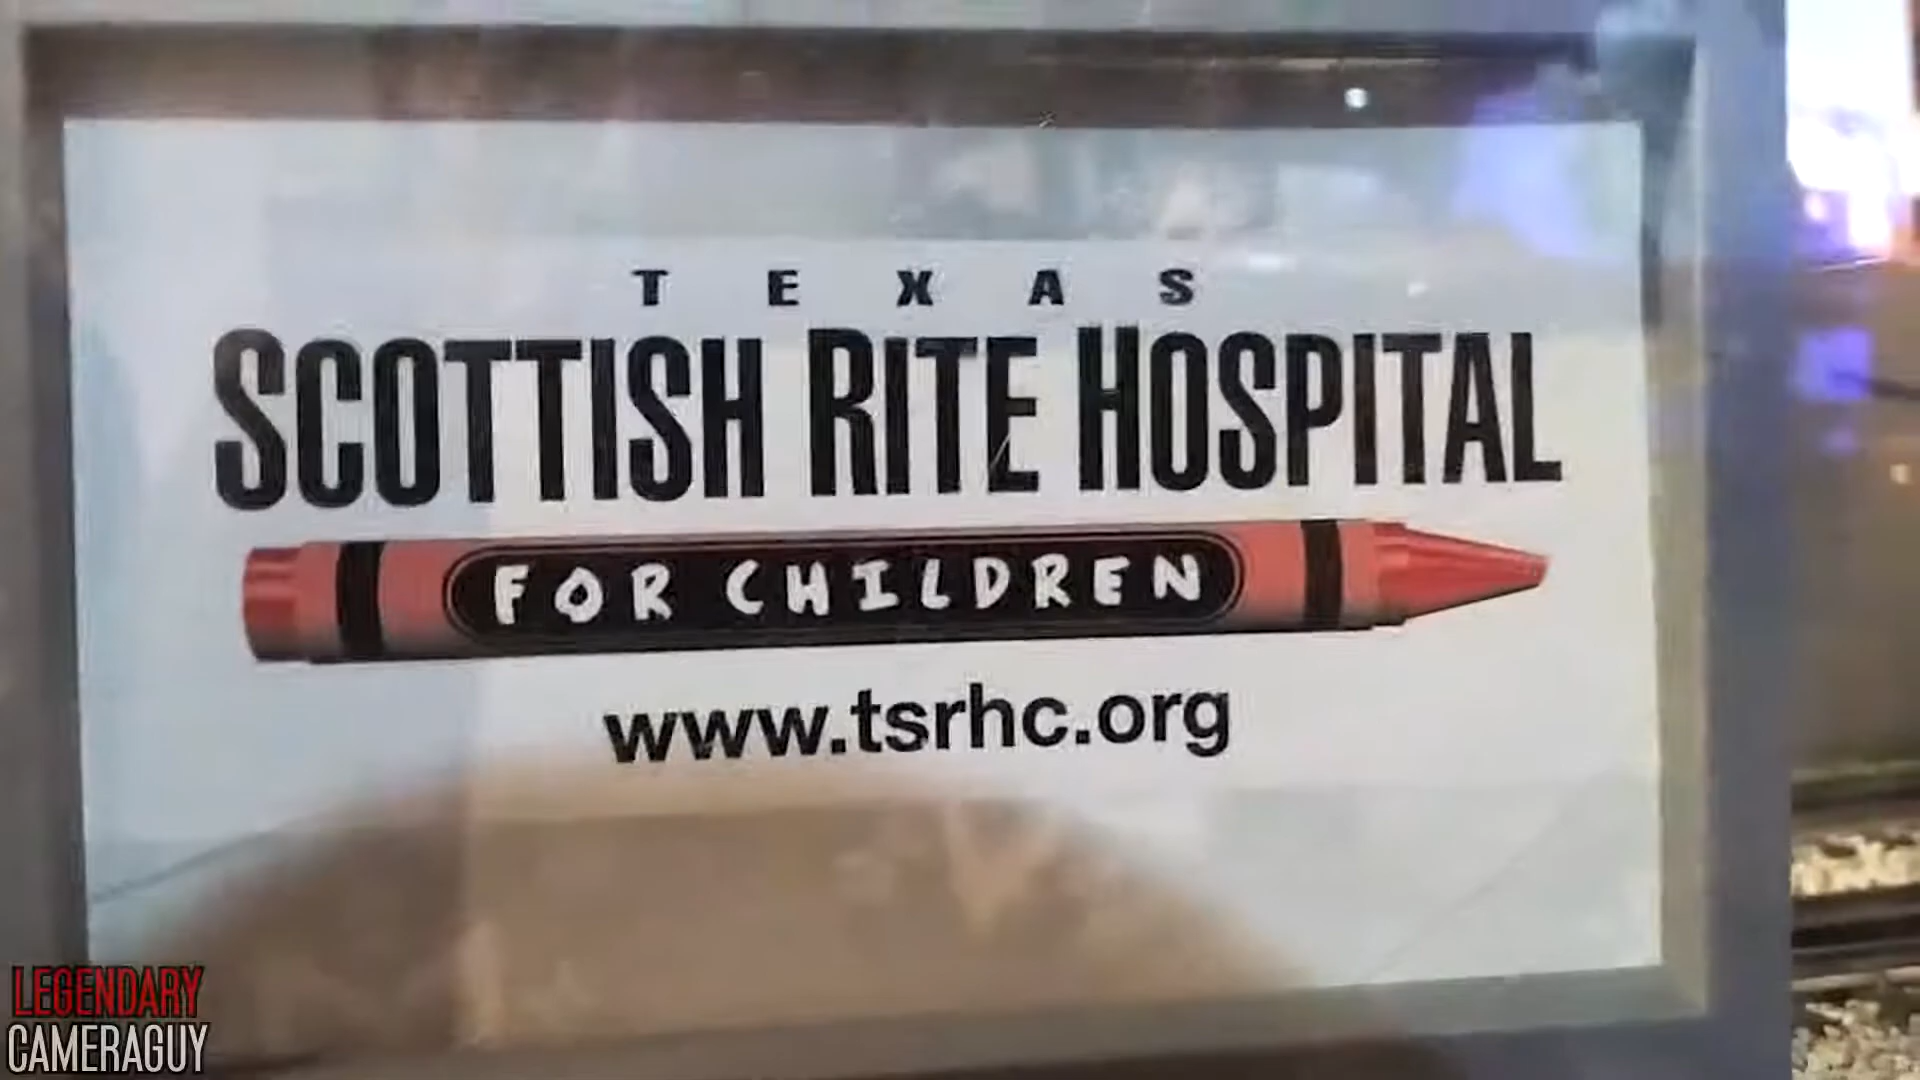 TEXAS
SCOTTISH RITE HOSPITAL
FOR CHILDREN
www.tsrhc.org
LEGENDARY
CAMERAGUY